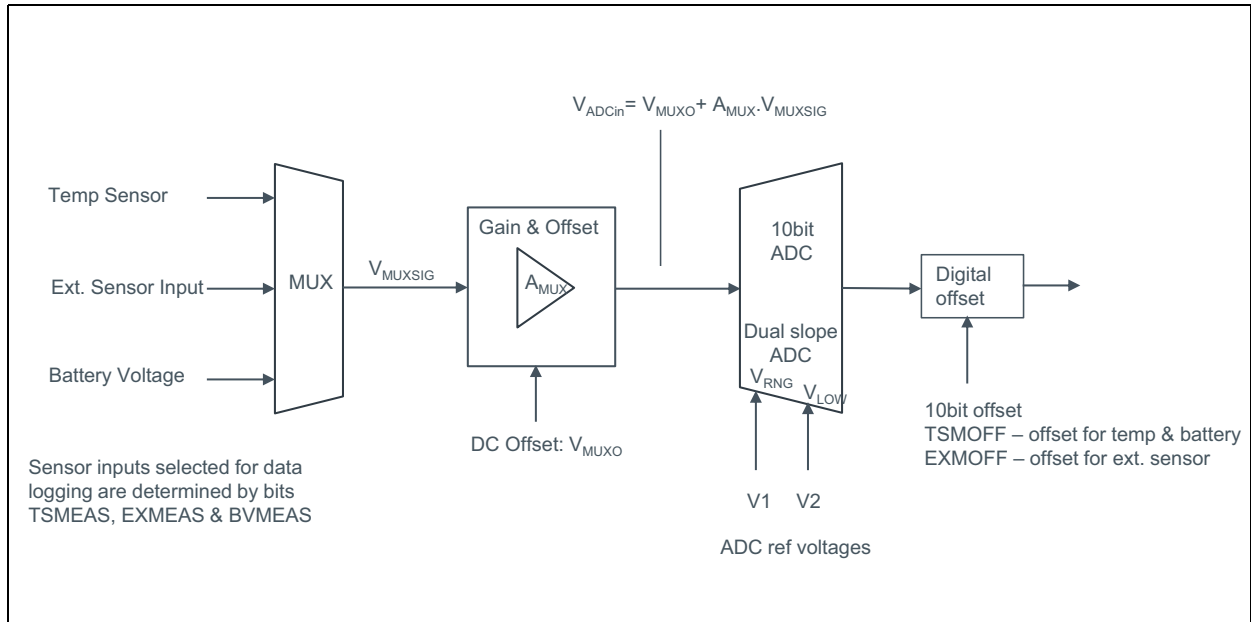 V_ADCin= V_MUXO+ A_MUX.V_MUXSIG
Temp Sensor
Ext. Sensor Input
Battery Voltage
MUX
V_MUXSIG
Gain & Offset
A_MUX
DC Offset: V_MUXO
10bit
ADC
Dual slope
ADC
V_RNG
V_LOW
V1
V2
ADC ref voltages
Digital
offset
10bit offset
TSMOFF – offset for temp & battery
EXMOFF – offset for ext. sensor
Sensor inputs selected for data
logging are determined by bits
TSMEAS, EXMEAS & BVMEAS